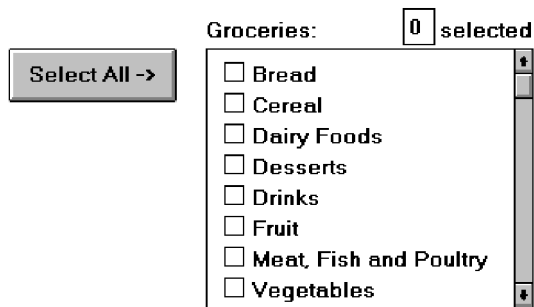 Groceries: 0 selected
Select All ->
Bread
Cereal
Dairy Foods
Desserts
Drinks
Fruit
Meat, Fish and Poultry
Vegetables